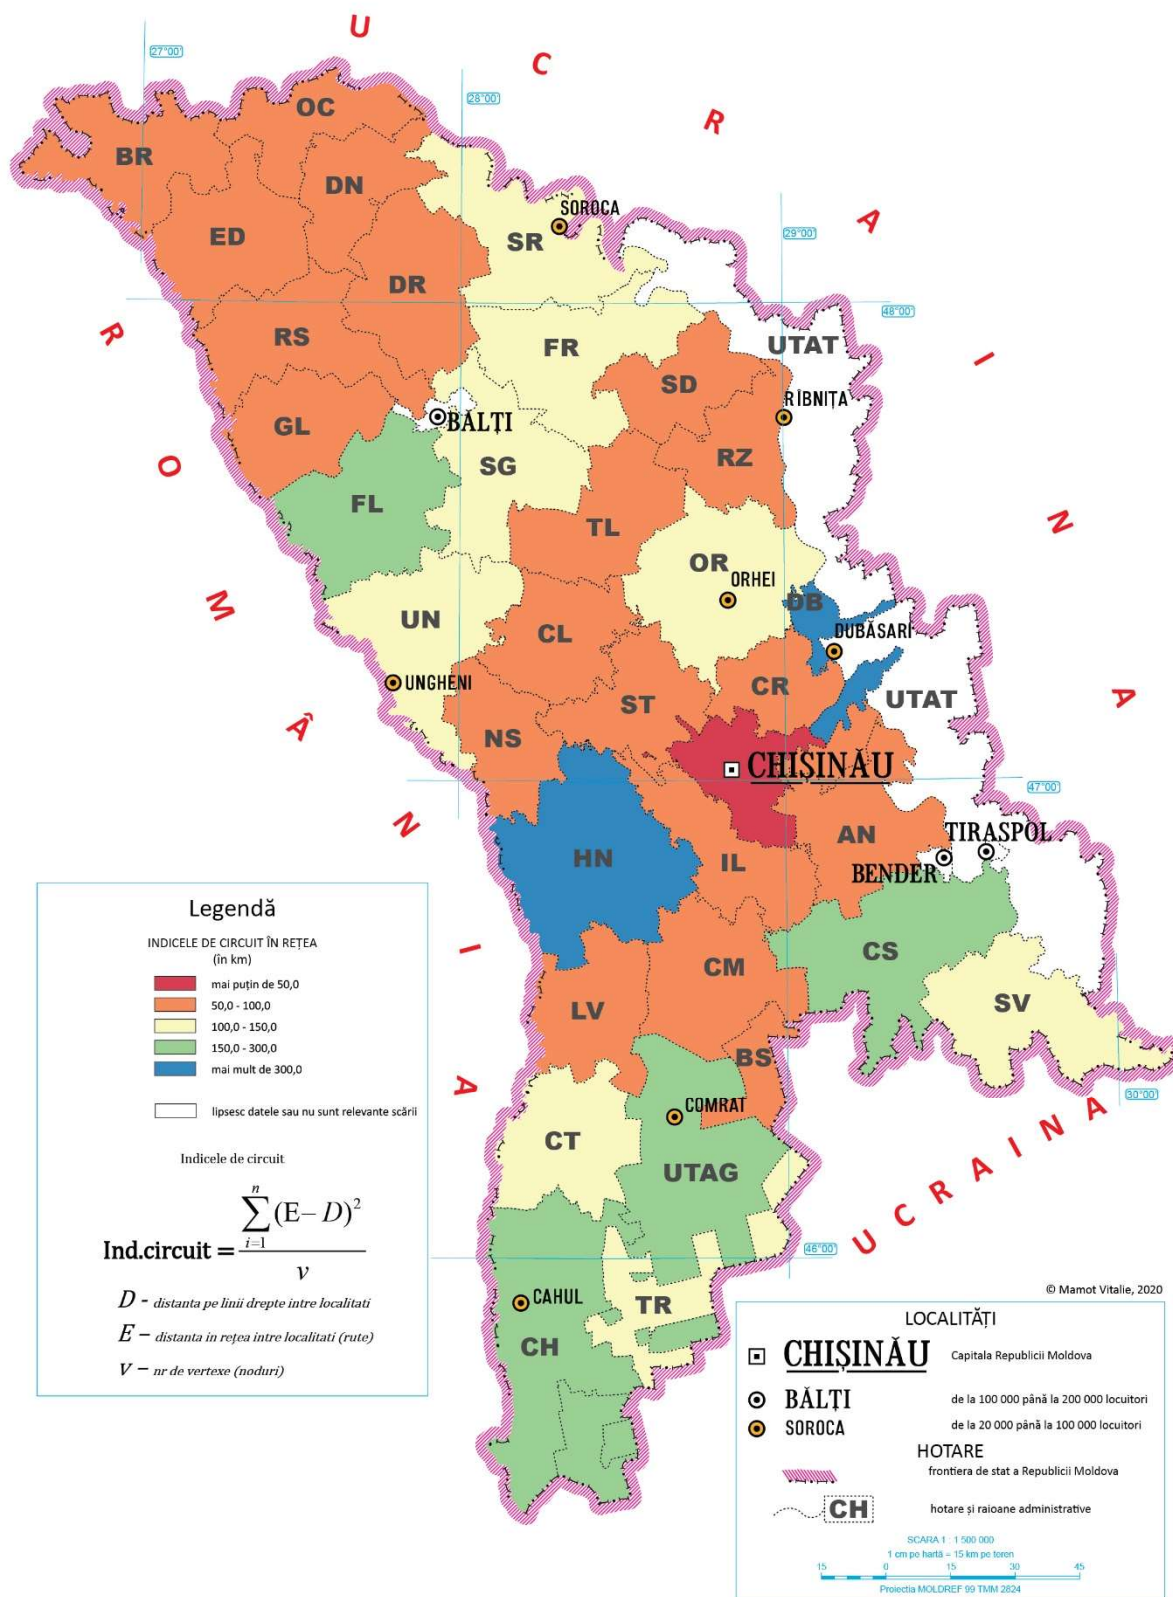 U C R A I N A
27°00'
28°00'
OC
BR
DN
SOROCA
ED
SR
29°00'
DR
48°00'
R O M Â N I A
RS
FR
UTAT
SD
RÎBNIȚA
GL
BĂLȚI
RZ
SG
FL
TL
OR
ORHEI
DB
UN
CL
DUBĂSARI
UNGHENI
CR
UTAT
ST
NS
CHIȘINĂU
47°00'
AN
TIRASPOL
HN
IL
BENDER
CS
CM
SV
LV
BS
30°00'
COMRAT
CT
UTAG
U C R A I N A
46°00'
CAHUL
TR
CH
Legendă
INDICELE DE CIRCUIT ÎN REȚEA
(în km)
mai puțin de 50,0
50,0 - 100,0
100,0 - 150,0
150,0 - 300,0
mai mult de 300,0
lipsesc datele sau nu sunt relevante scării
Indicele de circuit
n
Ind.circuit = ∑ (E – D)²
i=1
v
D - distanta pe linii drepte intre localitati
E – distanta in rețea intre localitati (rute)
V – nr de vertexe (noduri)
© Mamot Vitalie, 2020
LOCALITĂȚI
CHIȘINĂU Capitala Republicii Moldova
BĂLȚI de la 100 000 până la 200 000 locuitori
SOROCA de la 20 000 până la 100 000 locuitori
HOTARE
frontiera de stat a Republicii Moldova
CH hotare și raioane administrative
SCARA 1 : 1 500 000
1 cm pe hartă = 15 km pe teren
15 0 15 30 45
Proiectia MOLDREF 99 TMM 2824